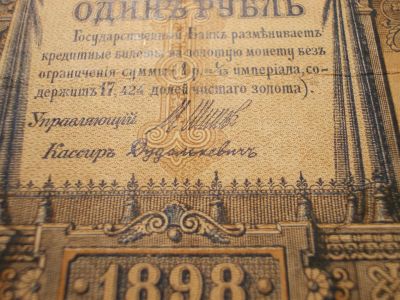 ОДИНЪ РУБЛЬ
Государственный Банкъ размѣниваетъ
кредитные билеты на золотую монету безъ
ограниченія суммы (1 р.= 1/15 имперіала, со-
держитъ 17,424 долей чистаго золота).
Управляющій
Кассиръ
1898